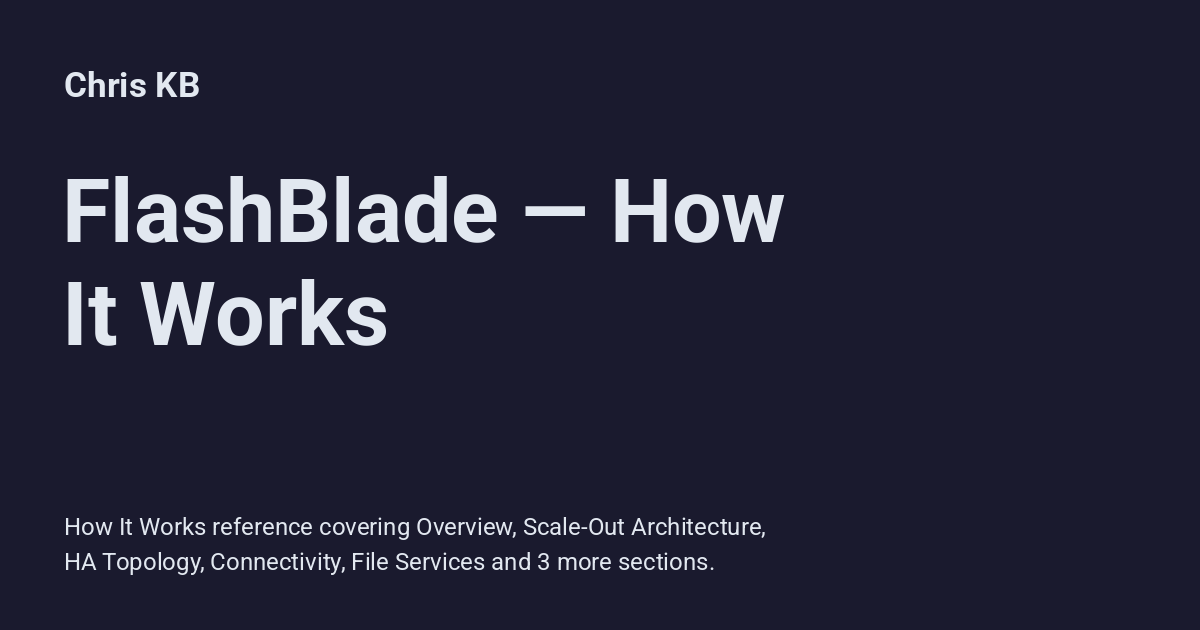 Chris KB
FlashBlade — How
It Works
How It Works reference covering Overview, Scale-Out Architecture,
HA Topology, Connectivity, File Services and 3 more sections.